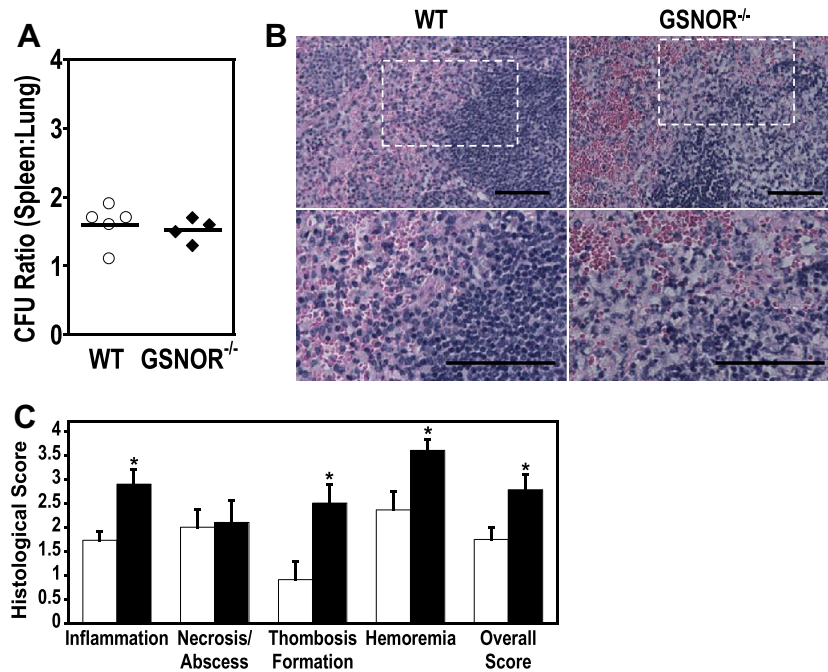 A
CFU Ratio (Spleen:Lung)
4
3
2
1
0
WT GSNOR-/-
B
WT GSNOR-/-
C
Histological Score
4
3.5
3
2.5
2
1.5
1
0.5
0
* * * *
Inflammation Necrosis/ Thombosis Hemoremia Overall
Abscess Formation Score